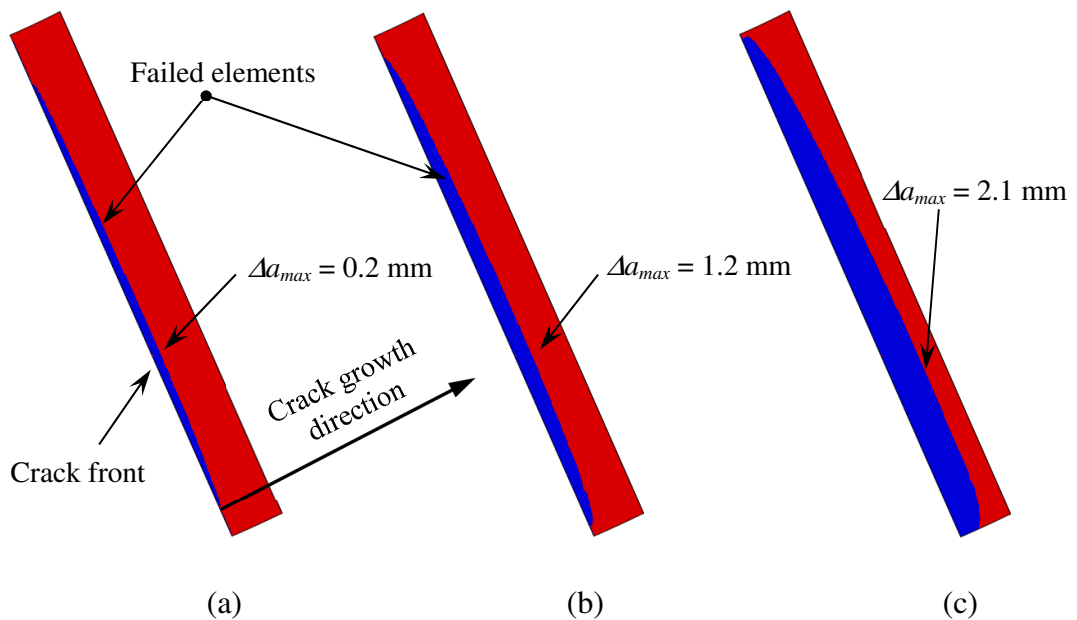 Failed elements
Δa_max = 2.1 mm
Δa_max = 0.2 mm
Δa_max = 1.2 mm
Crack growth
direction
Crack front
(a)
(b)
(c)